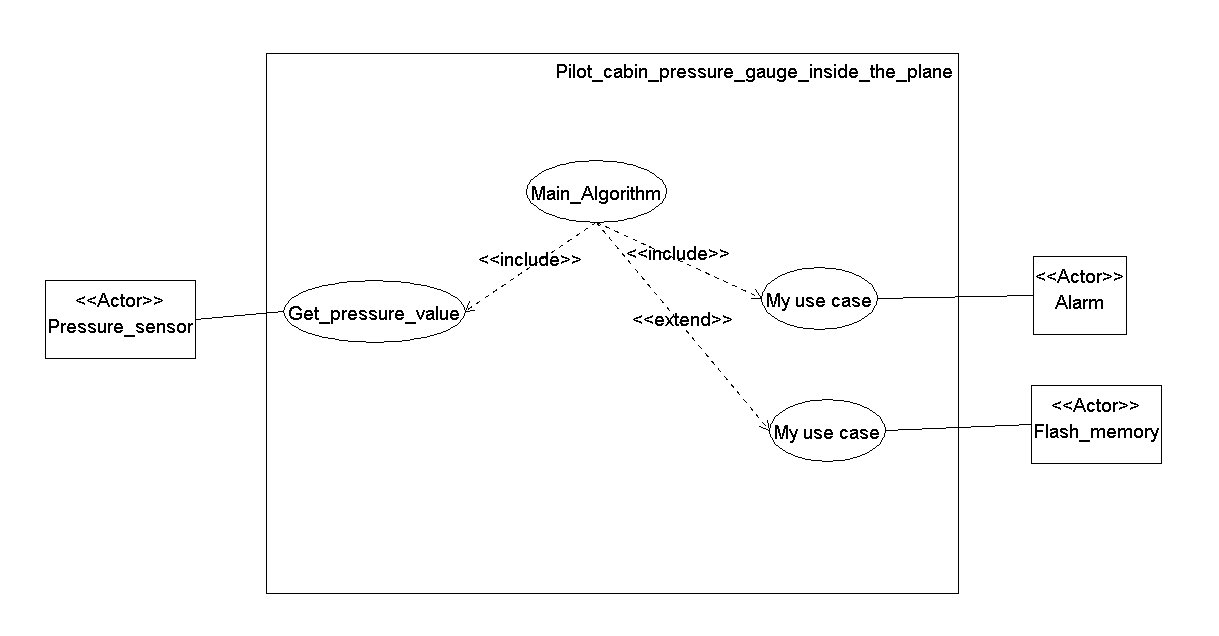 Pilot_cabin_pressure_gauge_inside_the_plane
Main_Algorithm
<<include>>
<<include>>
<<Actor>>
Pressure_sensor
Get_pressure_value
My use case
<<Actor>>
Alarm
<<extend>>
My use case
<<Actor>>
Flash_memory